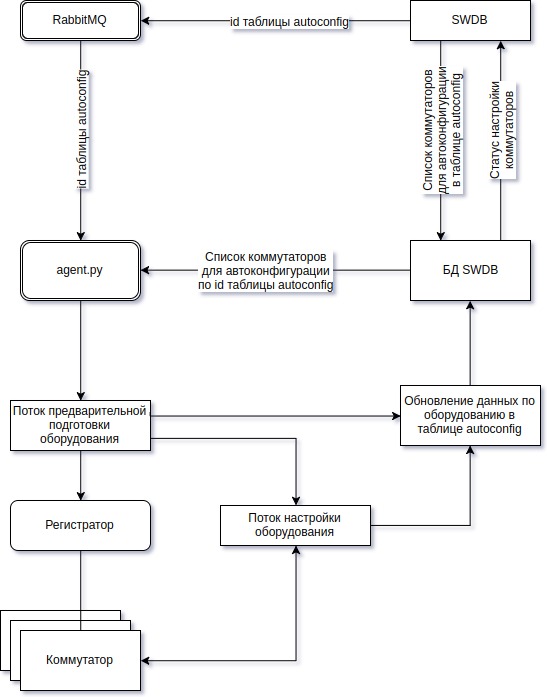 RabbitMQ
id таблицы autoconfig
SWDB
id таблицы autoconfig
Список коммутаторов
для автоконфигурации
в таблице autoconfig
Статус настройки
коммутаторов
agent.py
Список коммутаторов
для автоконфигурации
по id таблицы autoconfig
БД SWDB
Поток предварительной
подготовки
оборудования
Обновление данных по
оборудованию в
таблице autoconfig
Регистратор
Поток настройки
оборудования
Коммутатор